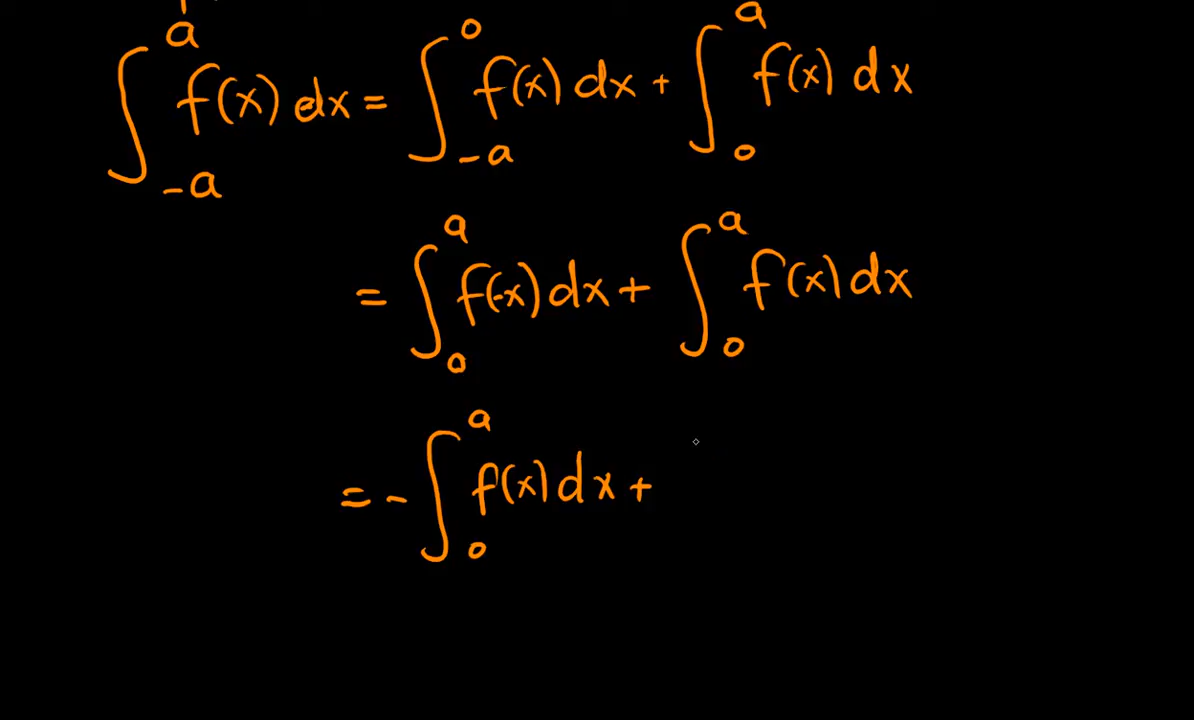 ∫_{-a}^{a} f(x) dx = ∫_{-a}^{0} f(x) dx + ∫_{0}^{a} f(x) dx
= ∫_{0}^{a} f(-x) dx + ∫_{0}^{a} f(x) dx
= - ∫_{0}^{a} f(x) dx +